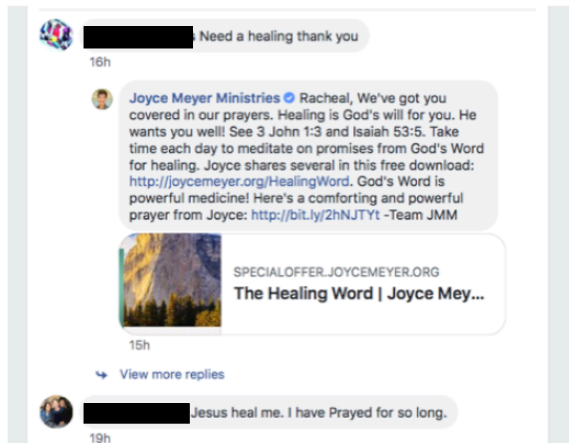 Need a healing thank you
16h
Joyce Meyer Ministries Racheal, We've got you
covered in our prayers. Healing is God's will for you. He
wants you well! See 3 John 1:3 and Isaiah 53:5. Take
time each day to meditate on promises from God's Word
for healing. Joyce shares several in this free download:
http://joycemeyer.org/HealingWord. God's Word is
powerful medicine! Here's a comforting and powerful
prayer from Joyce: http://bit.ly/2hNJTYt -Team JMM
SPECIALOFFER.JOYCEMEYER.ORG
The Healing Word | Joyce Mey...
15h
View more replies
Jesus heal me. I have Prayed for so long.
19h